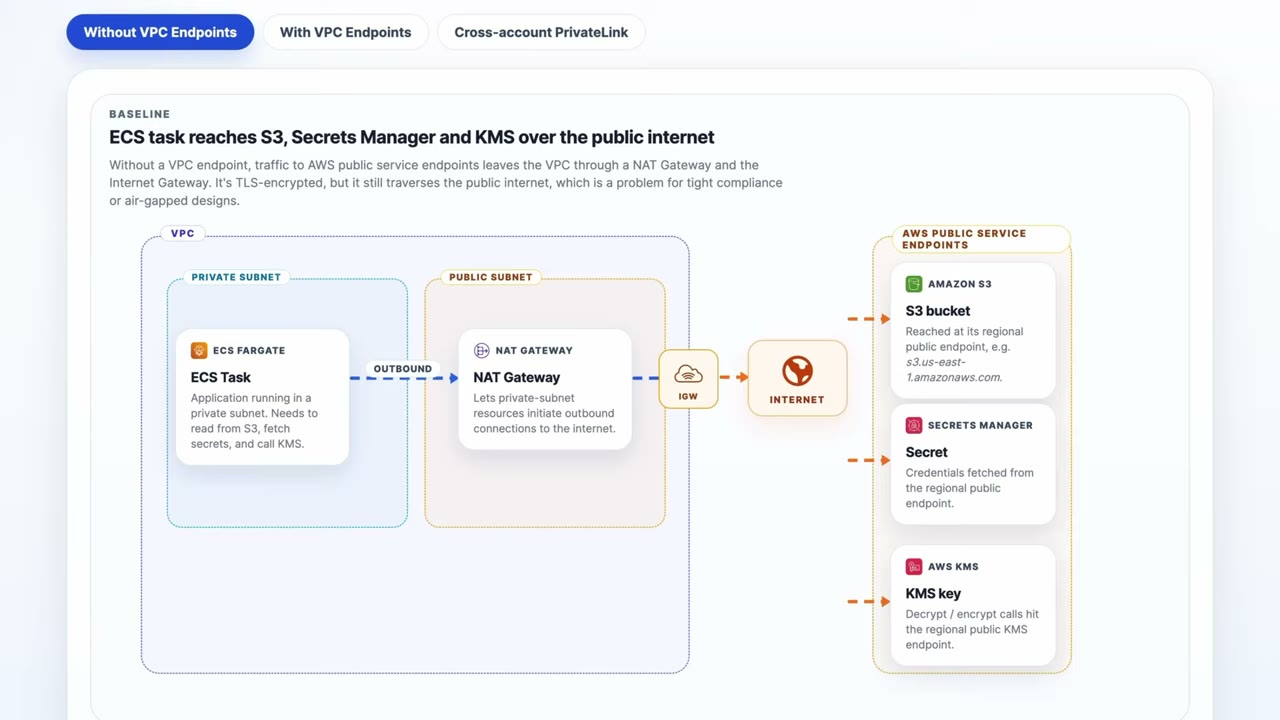 Without VPC Endpoints
With VPC Endpoints
Cross-account PrivateLink
BASELINE
ECS task reaches S3, Secrets Manager and KMS over the public internet
Without a VPC endpoint, traffic to AWS public service endpoints leaves the VPC through a NAT Gateway and the
Internet Gateway. It's TLS-encrypted, but it still traverses the public internet, which is a problem for tight compliance
or air-gapped designs.
VPC
PRIVATE SUBNET
ECS FARGATE
ECS Task
Application running in a
private subnet. Needs to
read from S3, fetch
secrets, and call KMS.
OUTBOUND
PUBLIC SUBNET
NAT GATEWAY
NAT Gateway
Lets private-subnet
resources initiate outbound
connections to the internet.
IGW
INTERNET
AWS PUBLIC SERVICE
ENDPOINTS
AMAZON S3
S3 bucket
Reached at its regional
public endpoint, e.g.
s3.us-east-
1.amazonaws.com.
SECRETS MANAGER
Secret
Credentials fetched from
the regional public
endpoint.
AWS KMS
KMS key
Decrypt / encrypt calls hit
the regional public KMS
endpoint.